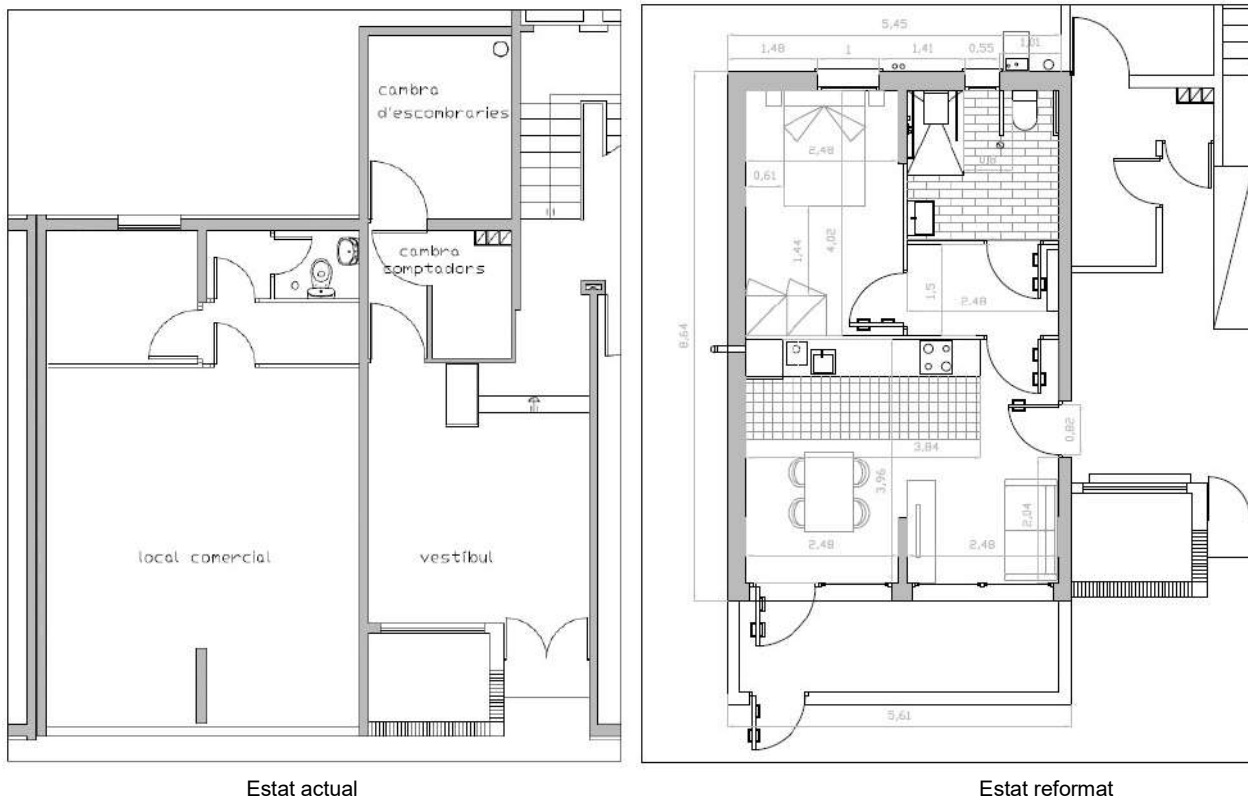 cambra
d'escombraries
cambra
comptadors
local comercial
vestíbul
5,45
1,48
1
1,41
0,55
1,01
2,48
0,61
1,44
4,02
1,5
2,48
8,64
0,82
3,84
3,96
2,04
2,48
2,48
5,61
Estat actual
Estat reformat